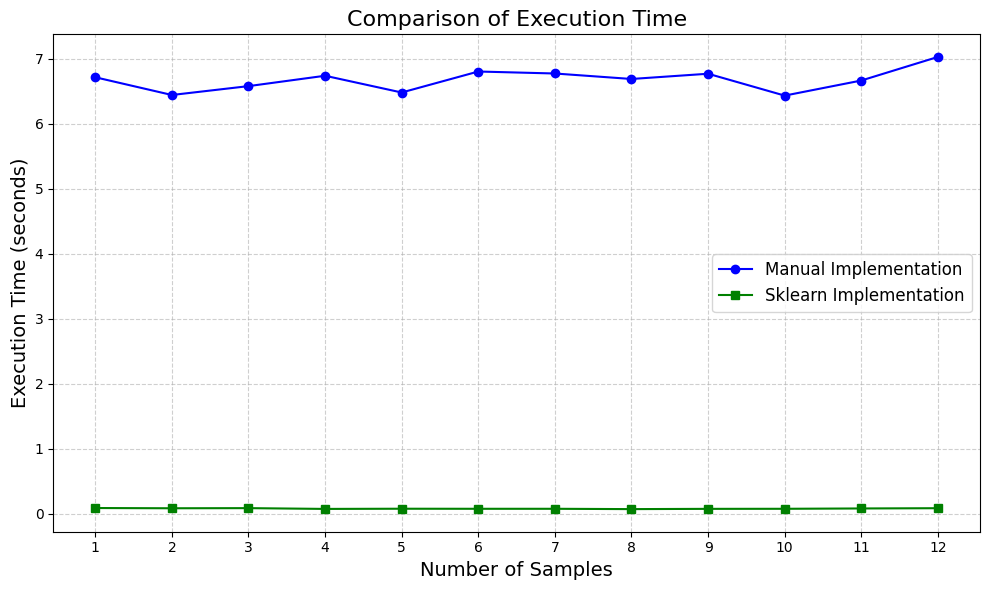 Comparison of Execution Time
Execution Time (seconds)
7
6
5
4
3
2
1
0
Manual Implementation
Sklearn Implementation
1 2 3 4 5 6 7 8 9 10 11 12
Number of Samples